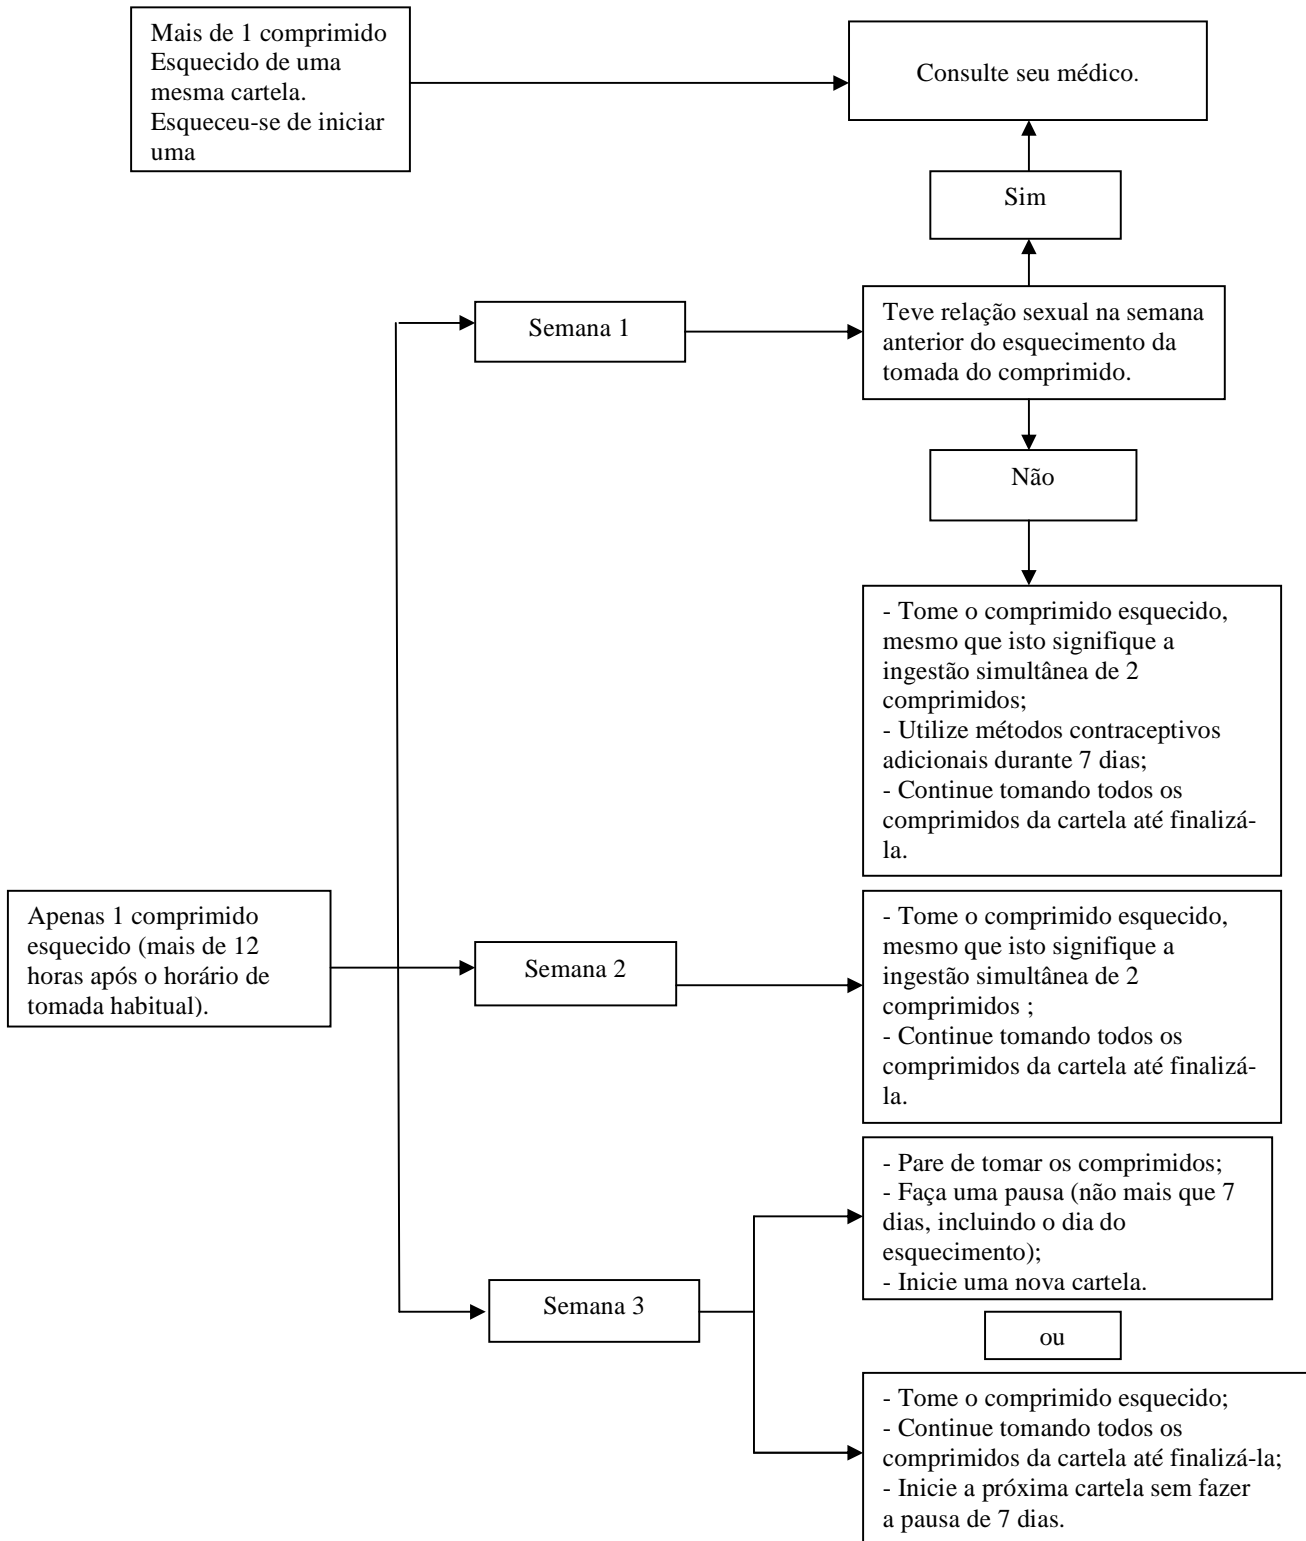 Mais de 1 comprimido
Esquecido de uma
mesma cartela.
Esqueceu-se de iniciar
uma
Consulte seu médico.
Sim
Semana 1
Teve relação sexual na semana
anterior do esquecimento da
tomada do comprimido.
Não
- Tome o comprimido esquecido,
mesmo que isto signifique a
ingestão simultânea de 2
comprimidos;
- Utilize métodos contraceptivos
adicionais durante 7 dias;
- Continue tomando todos os
comprimidos da cartela até finalizá-
la.
Apenas 1 comprimido
esquecido (mais de 12
horas após o horário de
tomada habitual).
Semana 2
- Tome o comprimido esquecido,
mesmo que isto signifique a
ingestão simultânea de 2
comprimidos ;
- Continue tomando todos os
comprimidos da cartela até finalizá-
la.
Semana 3
- Pare de tomar os comprimidos;
- Faça uma pausa (não mais que 7
dias, incluindo o dia do
esquecimento);
- Inicie uma nova cartela.
ou
- Tome o comprimido esquecido;
- Continue tomando todos os
comprimidos da cartela até finalizá-la;
- Inicie a próxima cartela sem fazer
a pausa de 7 dias.